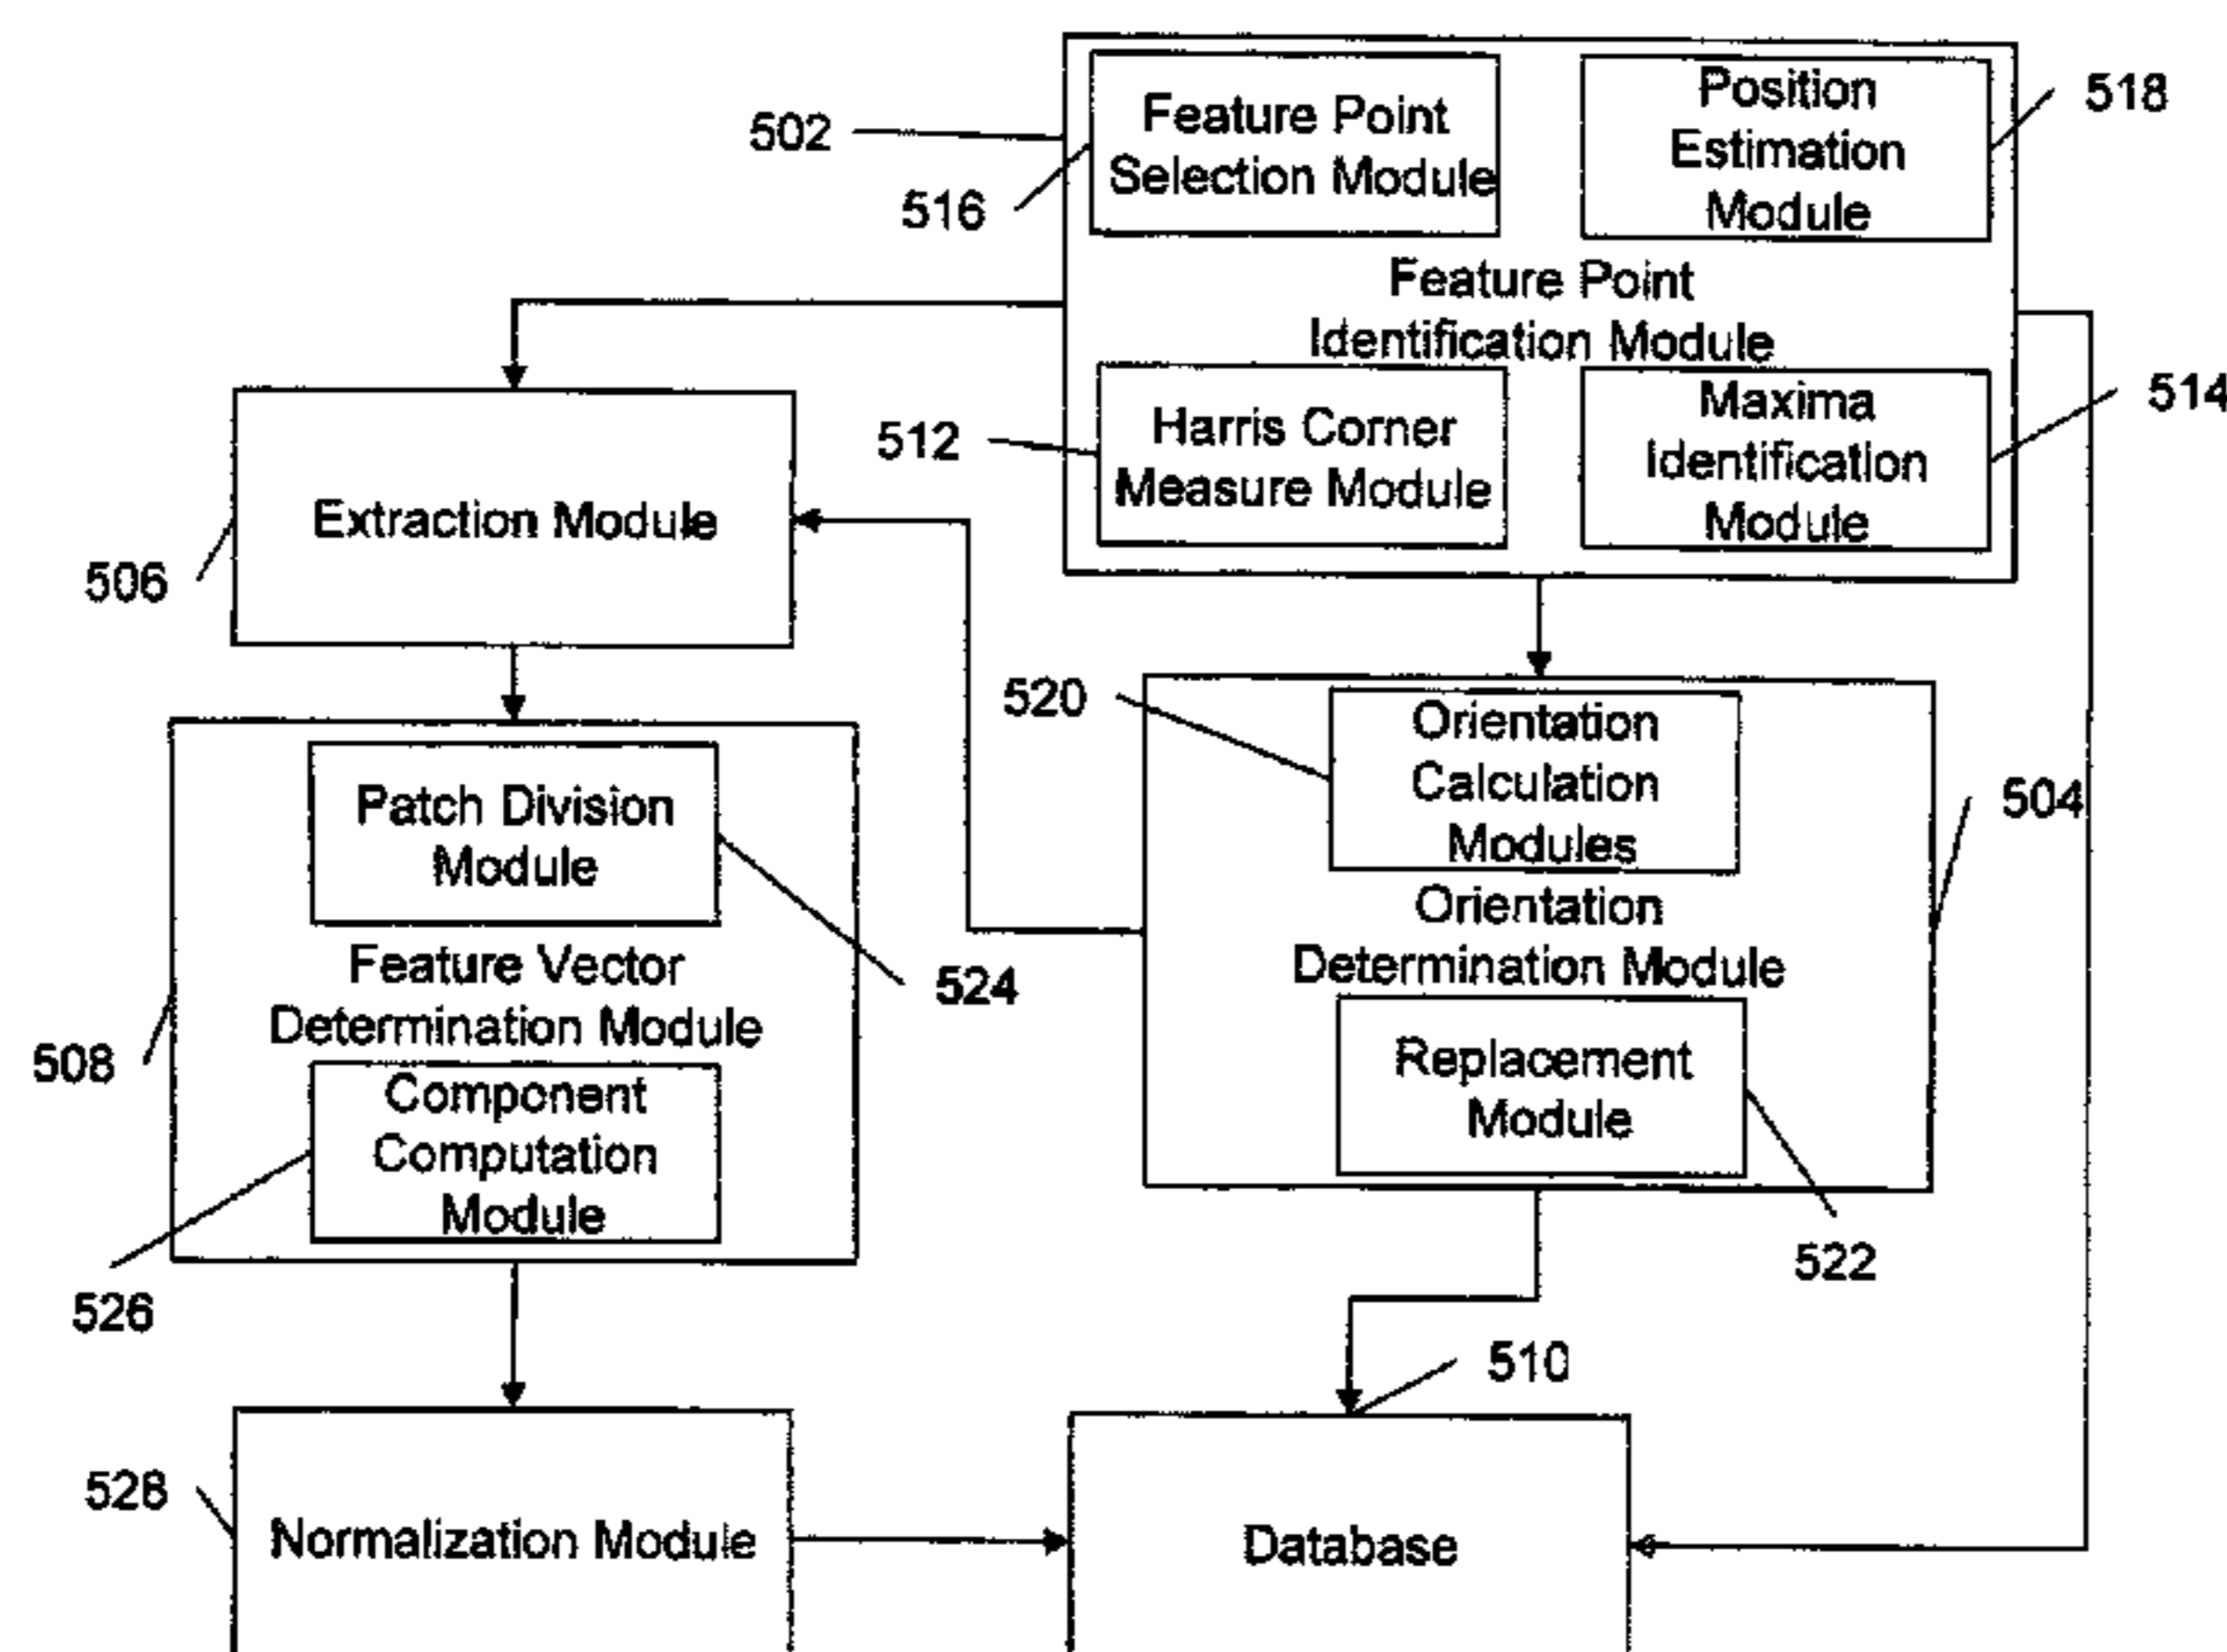 502
516
Feature Point
Selection Module
Position
Estimation
Module
518
Feature Point
Identification Module
512
Harris Corner
Measure Module
Maxima
Identification
Module
514
Extraction Module
506
520
Orientation
Calculation
Modules
504
Orientation
Determination Module
Replacement
Module
522
Patch Division
Module
524
Feature Vector
Determination Module
508
Component
Computation
Module
526
510
528
Normalization Module
Database